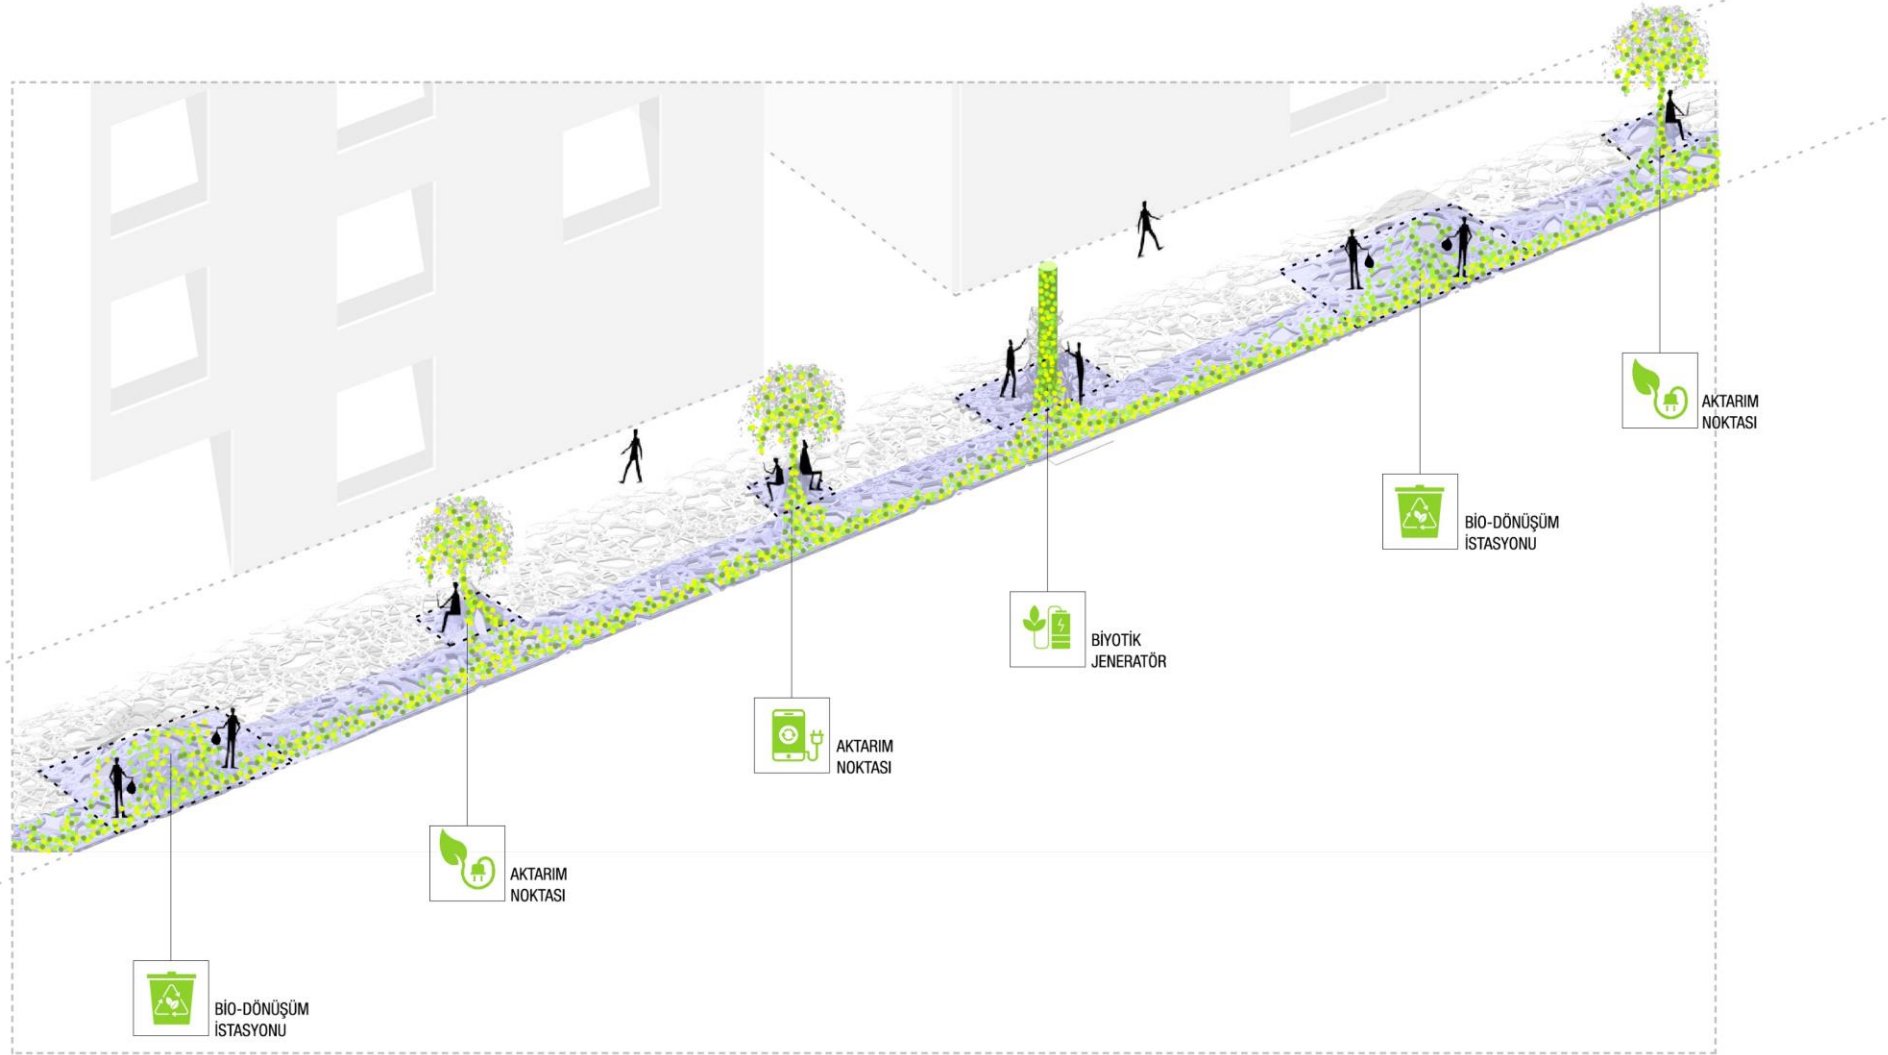 AKTARIM
NOKTASI
BİO-DÖNÜŞÜM
İSTASYONU
BİYOTİK
JENERATÖR
AKTARIM
NOKTASI
AKTARIM
NOKTASI
BİO-DÖNÜŞÜM
İSTASYONU